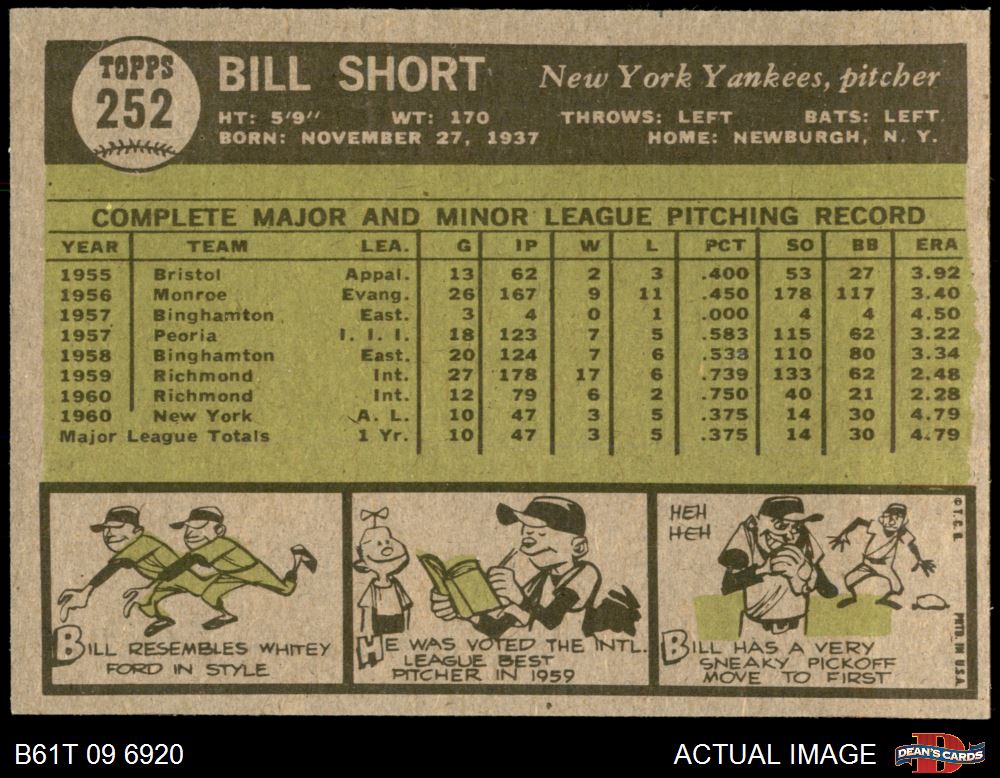 TOPPS
252
BILL SHORT New York Yankees, pitcher
HT: 5'9" WT: 170 THROWS: LEFT BATS: LEFT
BORN: NOVEMBER 27, 1937 HOME: NEWBURGH, N. Y.
COMPLETE MAJOR AND MINOR LEAGUE PITCHING RECORD
YEAR TEAM LEA. G IP W L PCT SO BB ERA
1955 Bristol Appal. 13 62 2 3 .400 53 27 3.92
1956 Monroe Evang. 26 167 9 11 .450 178 117 3.40
1957 Binghamton East. 3 4 0 1 .000 4 4 4.50
1957 Peoria I. I. I. 18 123 7 5 .583 115 62 3.22
1958 Binghamton East. 20 124 7 6 .538 110 80 3.34
1959 Richmond Int. 27 178 17 6 .739 133 62 2.48
1960 Richmond Int. 12 79 6 2 .750 40 21 2.28
1960 New York A. L. 10 47 3 5 .375 14 30 4.79
Major League Totals 1 Yr. 10 47 3 5 .375 14 30 4.79
BILL RESEMBLES WHITEY
FORD IN STYLE
HE WAS VOTED THE INTL.
LEAGUE BEST
PITCHER IN 1959
HEH
HEH
BILL HAS A VERY
SNEAKY PICKOFF
MOVE TO FIRST
© T. C. G. PRTD. IN U.S.A.
B61T 09 6920 ACTUAL IMAGE
DEAN'S CARDS